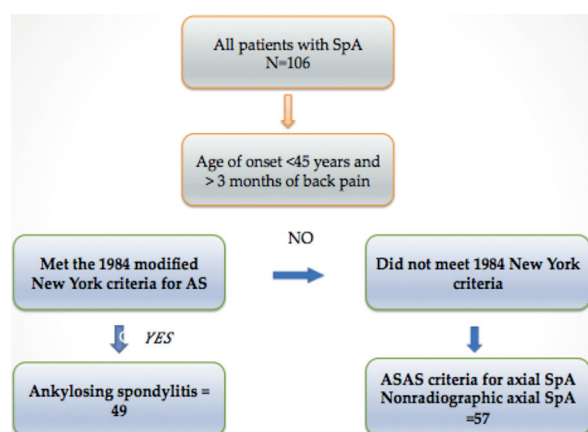 All patients with SpA
N=106
Age of onset <45 years and
> 3 months of back pain
NO
Met the 1984 modified
New York criteria for AS
Did not meet 1984 New York
criteria
YES
Ankylosing spondylitis =
49
ASAS criteria for axial SpA
Nonradiographic axial SpA
=57